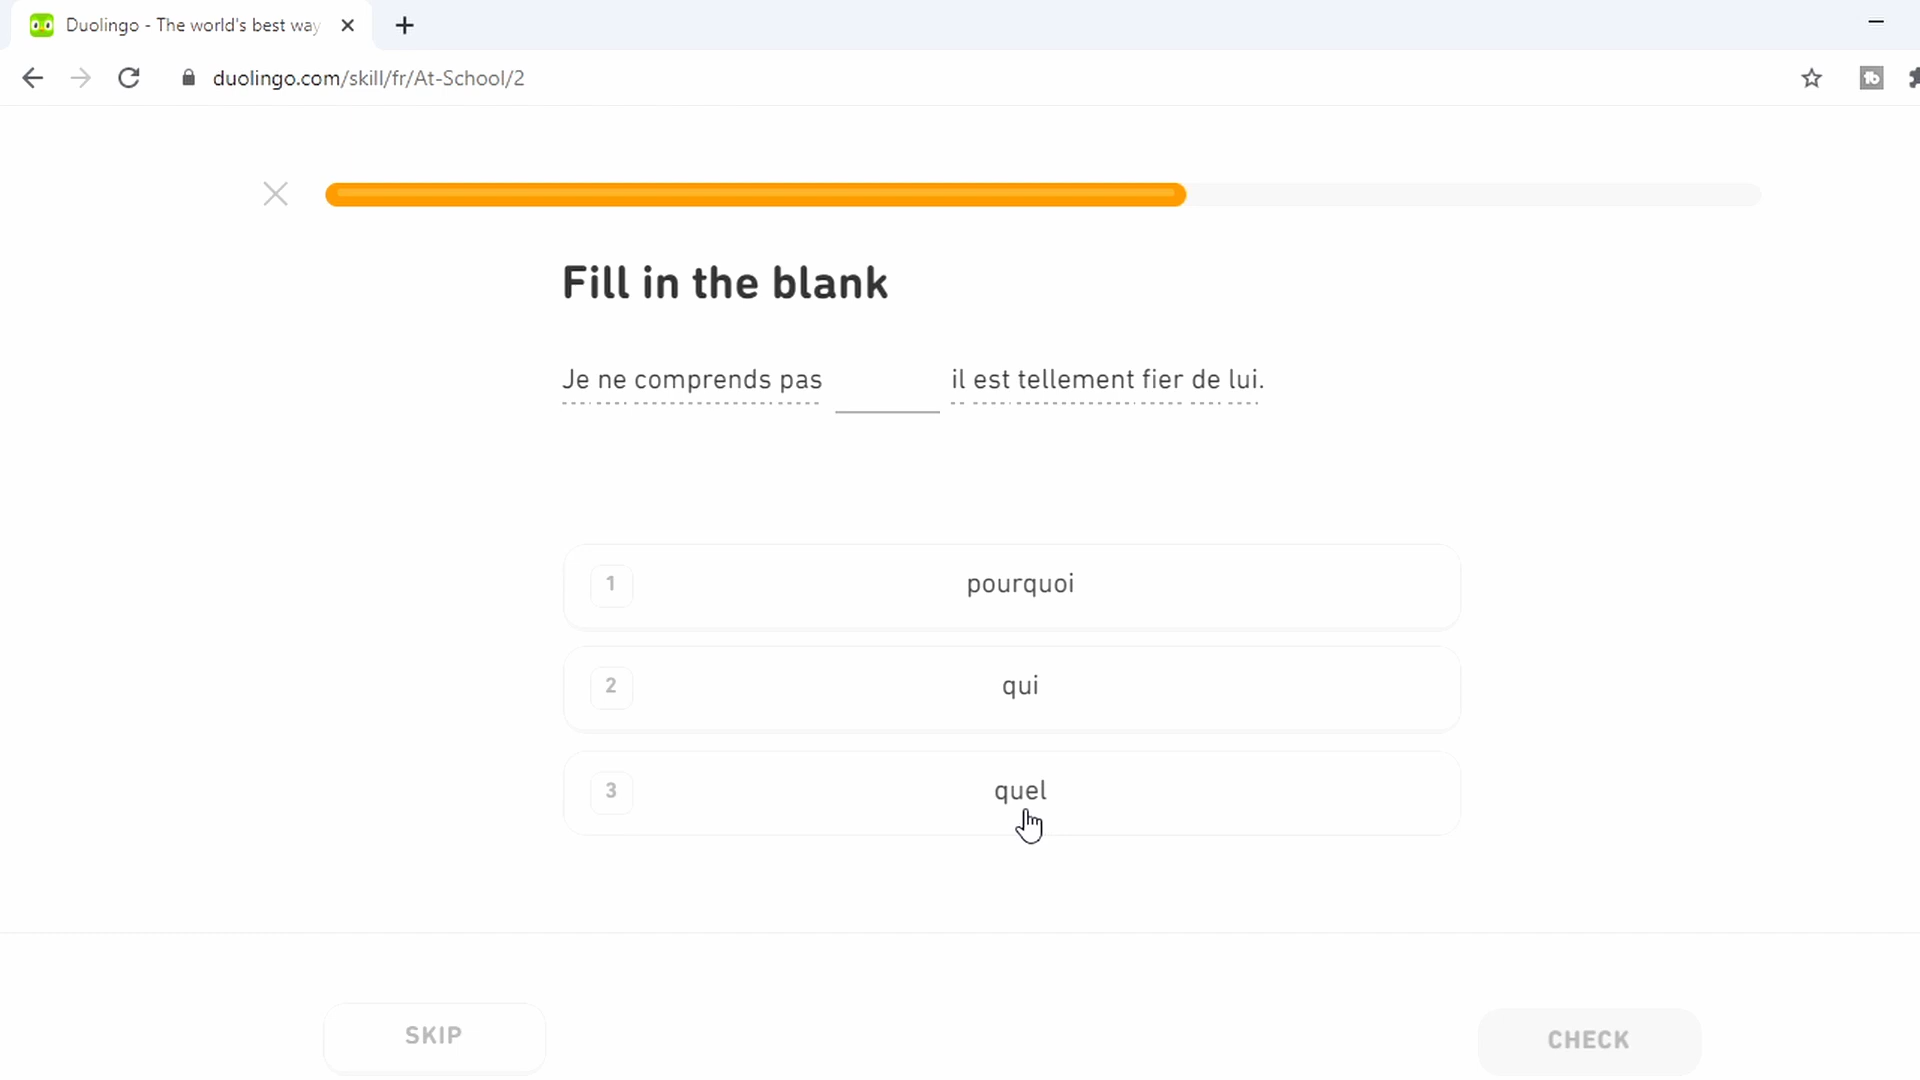 Duolingo - The world's best way
duolingo.com/skill/fr/At-School/2
Fill in the blank
Je ne comprends pas il est tellement fier de lui.
1 pourquoi
2 qui
3 quel
SKIP
CHECK